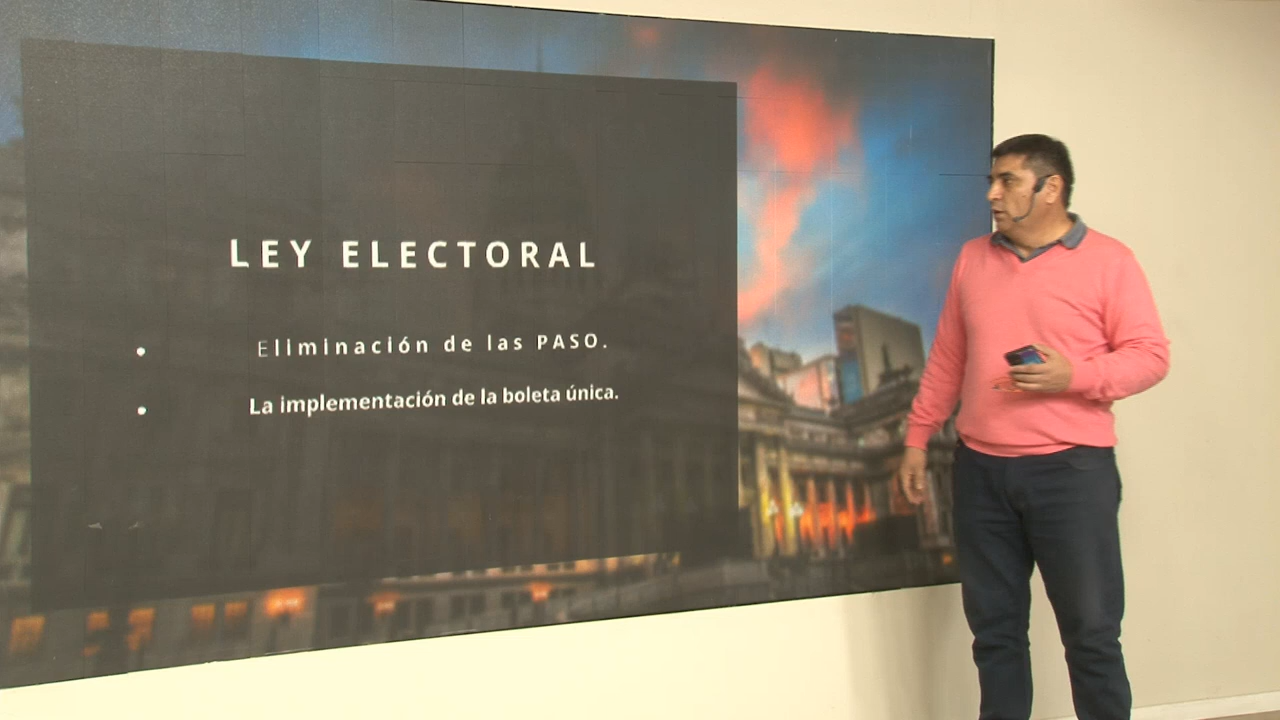 LEY ELECTORAL
• Eliminación de las PASO.
• La implementación de la boleta única.